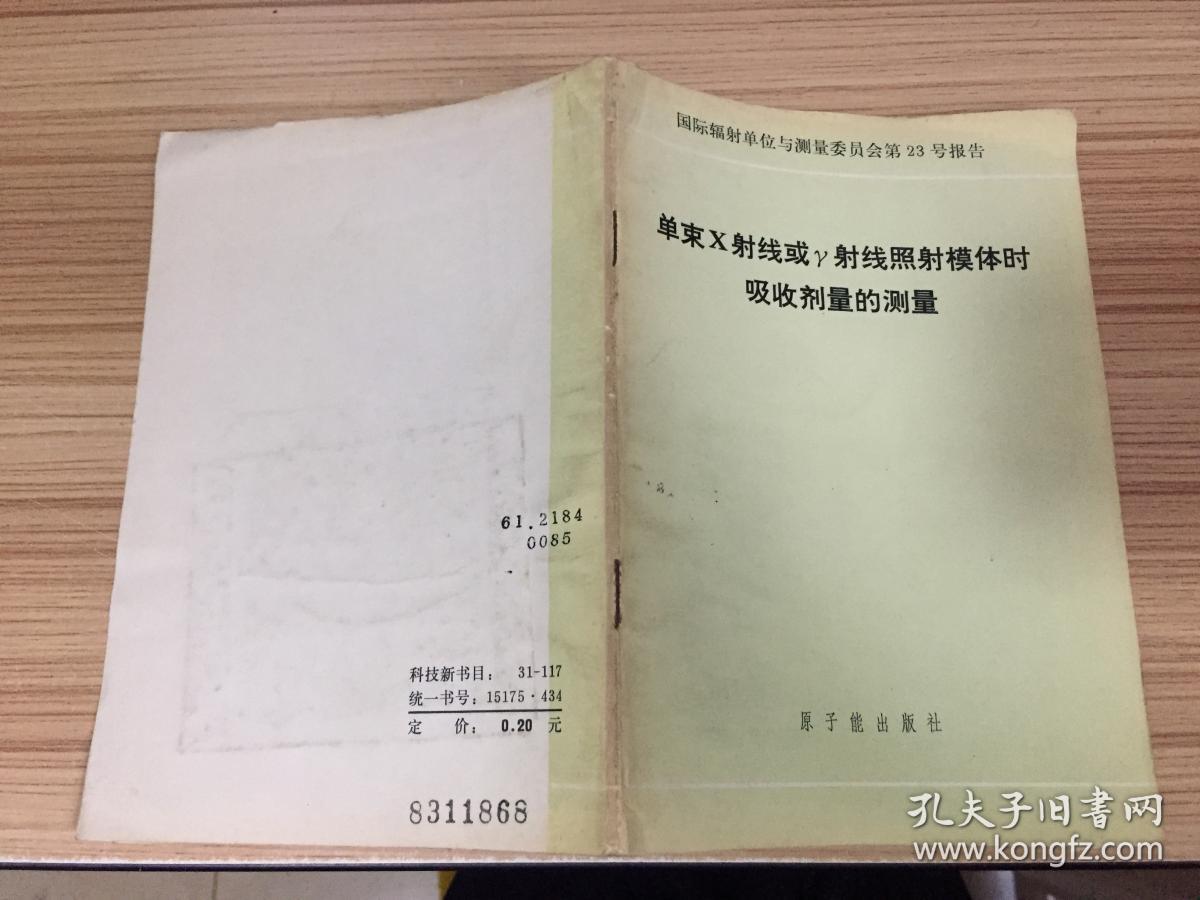 国际辐射单位与测量委员会第23号报告
单束X射线或γ射线照射模体时
吸收剂量的测量
原子能出版社
61.2184
0085
科技新书目: 31-117
统一书号: 15175·434
定 价: 0.20 元
8311868
孔夫子旧书网
www.kongfz.com